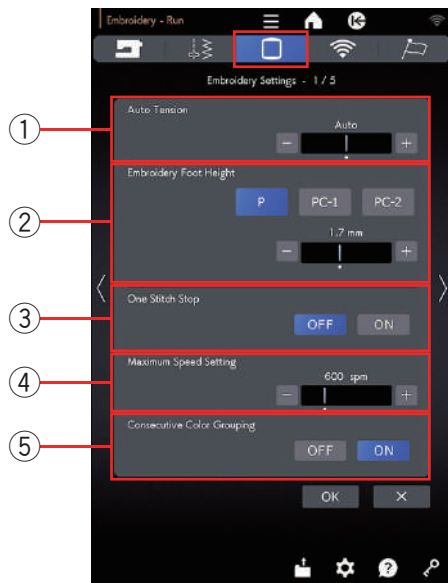 Embroidery - Run
Embroidery Settings - 1 / 5
1
Auto Tension
Auto
− +
2
Embroidery Foot Height
P PC-1 PC-2
1.7 mm
− +
3
One Stitch Stop
OFF ON
4
Maximum Speed Setting
600 spm
− +
5
Consecutive Color Grouping
OFF ON
OK ×